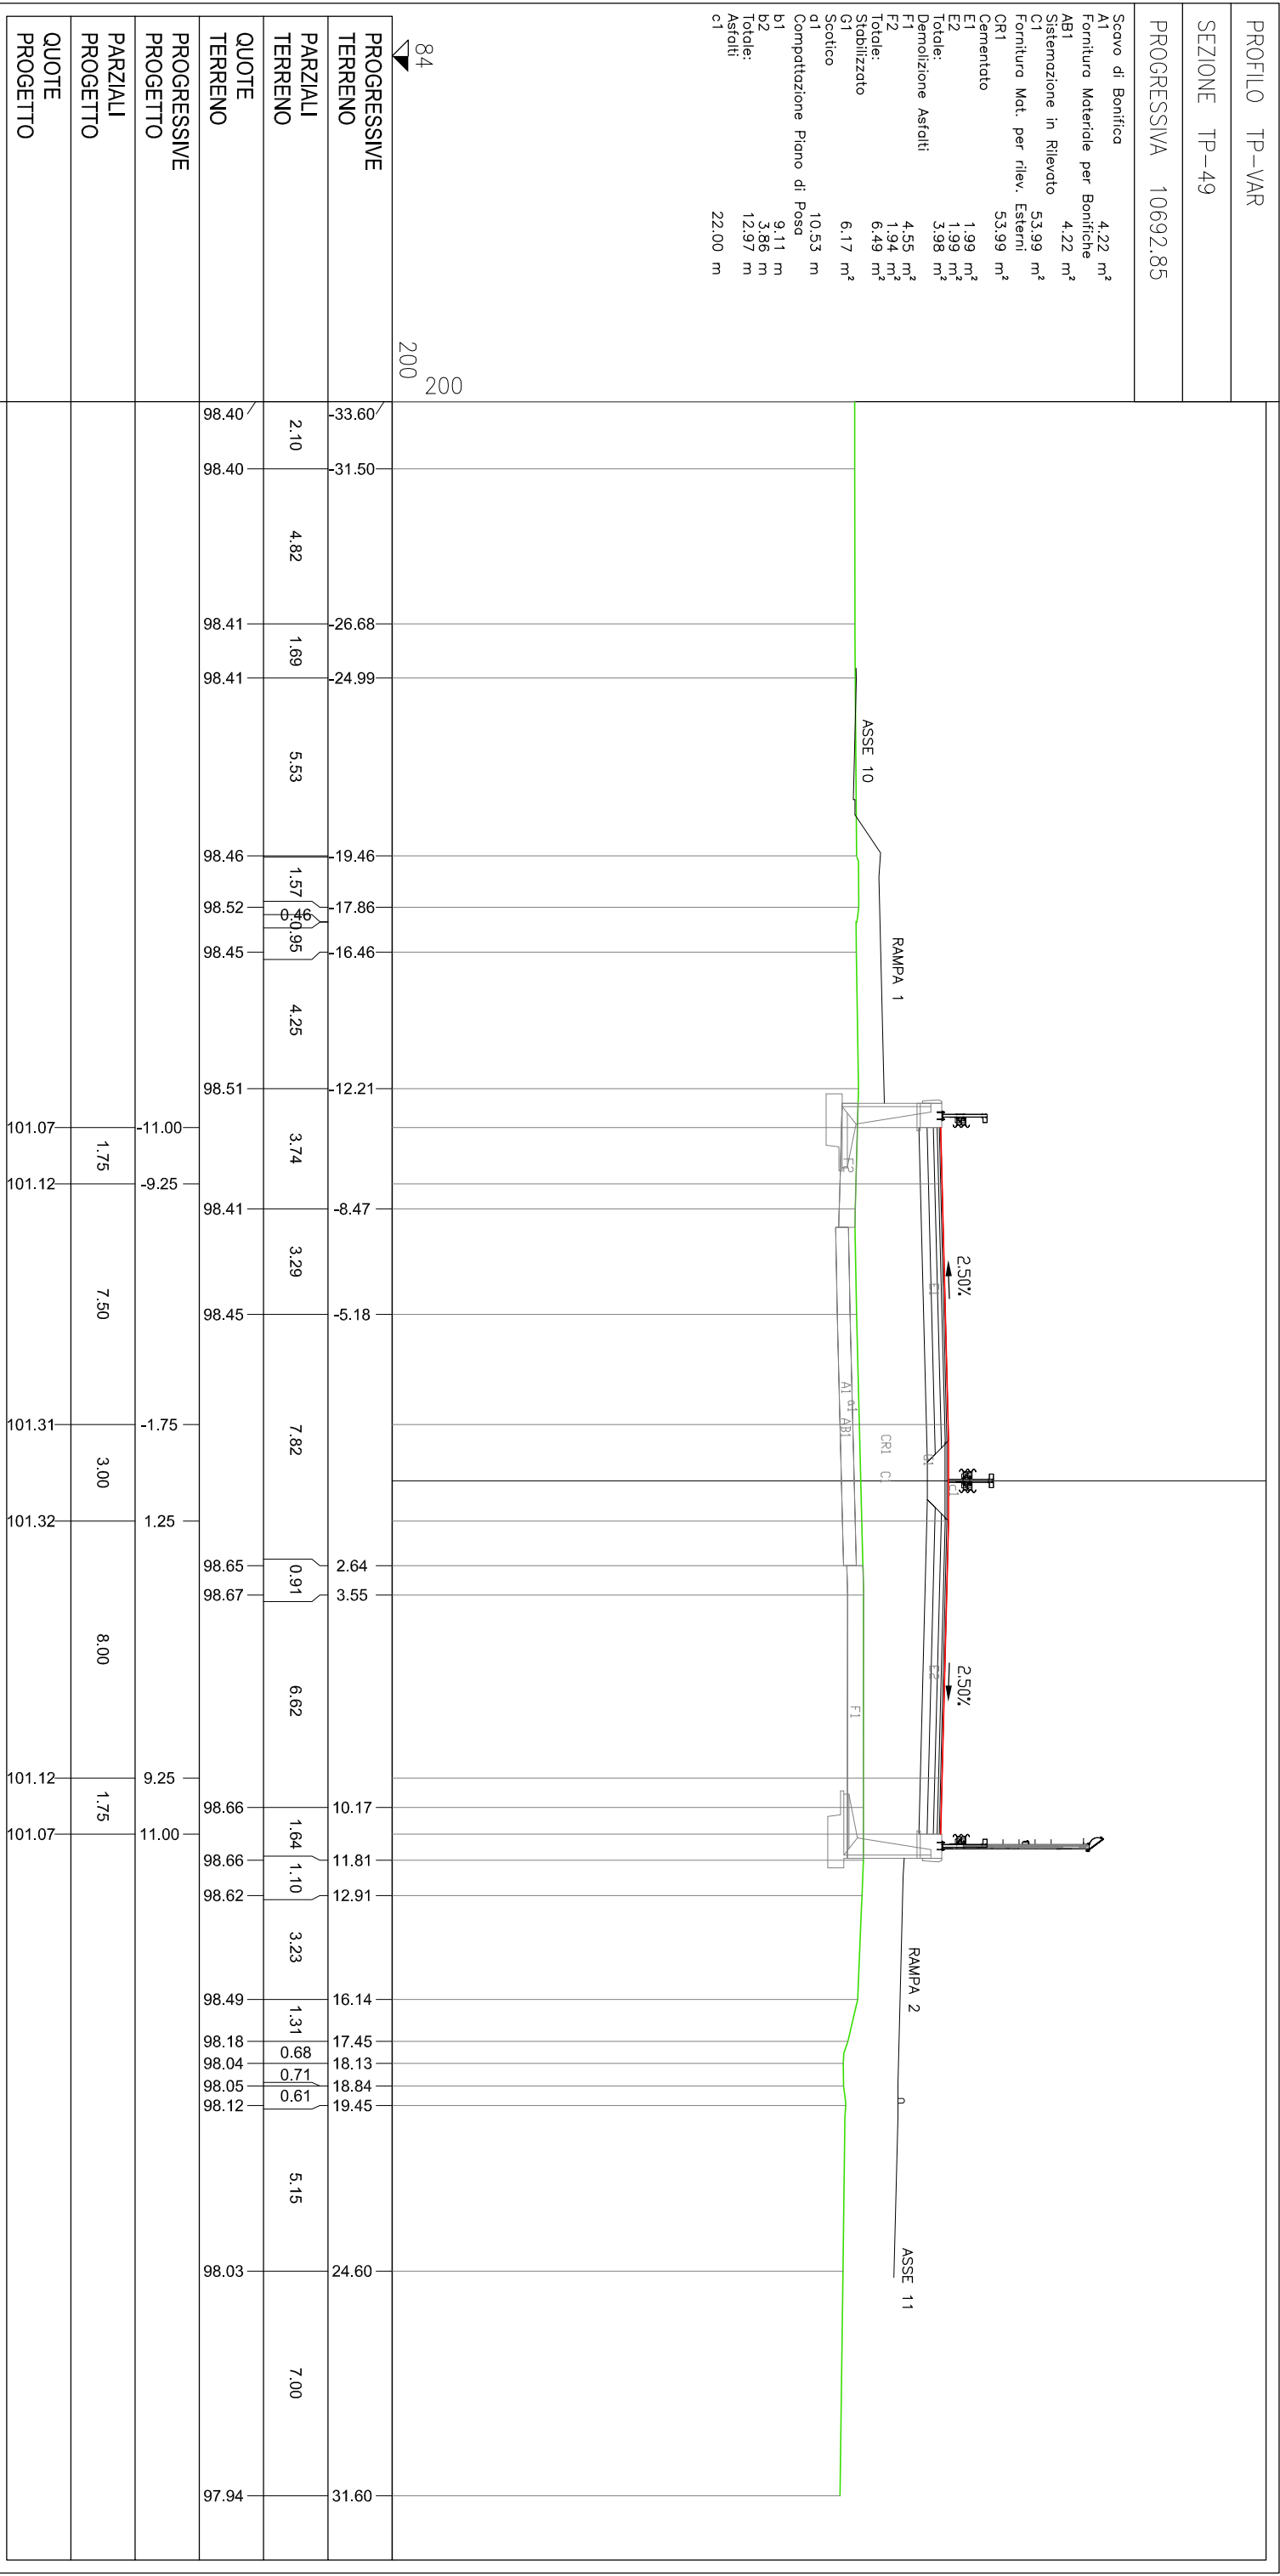 PROFILO TP-VAR
SEZIONE TP-49
PROGRESSIVA 10692.85
Scavo di Bonifica
A1 4.22 m²
Fornitura Materiale per Bonifiche
AB1 4.22 m²
Sistemazione in Rilevato
C1 53.99 m²
Fornitura Mat. per rilev. Esterni
CR1 53.99 m²
Cementato
E1 1.99 m²
E2 1.99 m²
Totale: 3.98 m²
Demolizione Asfalti
F1 4.55 m²
F2 1.94 m²
Totale: 6.49 m²
Stabilizzato
G1 6.17 m²
Scotico
a1 10.53 m
Compattazione Piano di Posa
b1 9.11 m
b2 3.86 m
Totale: 12.97 m
Asfalti
c1 22.00 m
200
200
84
2.50% 2.50%
ASSE 10 RAMPA 1 RAMPA 2 ASSE 11
E1 E2
CR1
F2 A1 a1 AB1 F1
PROGRESSIVE TERRENO -33.60 -31.50 -26.68 -24.99 -19.46 -17.86 -16.46 -12.21 -8.47 -5.18 2.64 3.55 10.17 11.81 12.91 16.14 17.45 18.13 18.84 19.45 24.60 31.60
PARZIALI TERRENO 2.10 4.82 1.69 5.53 1.57 0.46 0.95 4.25 3.74 3.29 7.82 0.91 6.62 1.64 1.10 3.23 1.31 0.68 0.71 0.61 5.15 7.00
QUOTE TERRENO 98.40 98.40 98.41 98.41 98.46 98.52 98.45 98.51 98.41 98.45 98.65 98.67 98.66 98.66 98.62 98.49 98.18 98.04 98.05 98.12 98.03 97.94
PROGRESSIVE PROGETTO -11.00 -9.25 -1.75 1.25 9.25 11.00
PARZIALI PROGETTO 1.75 7.50 3.00 8.00 1.75
QUOTE PROGETTO 101.07 101.12 101.31 101.32 101.12 101.07